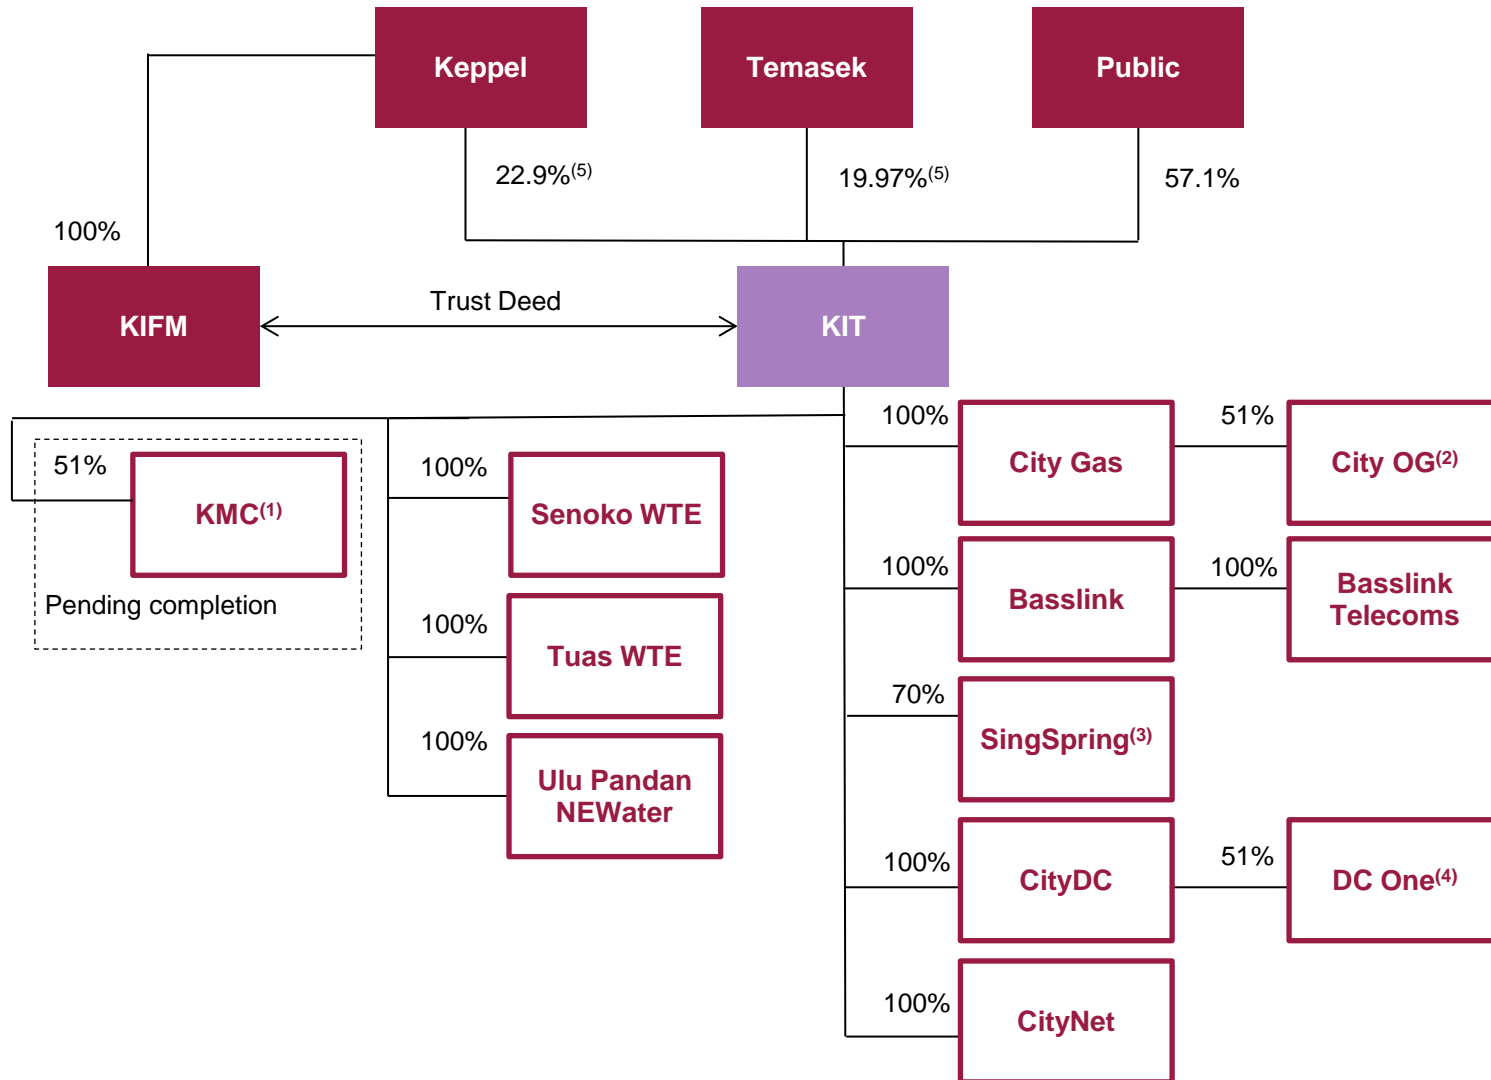 Keppel
Temasek
Public
22.9%(5)
19.97%(5)
57.1%
100%
KIFM
Trust Deed
KIT
51%
KMC(1)
Pending completion
100%
Senoko WTE
100%
Tuas WTE
100%
Ulu Pandan
NEWater
100%
City Gas
51%
City OG(2)
100%
Basslink
100%
Basslink
Telecoms
70%
SingSpring(3)
100%
CityDC
51%
DC One(4)
100%
CityNet